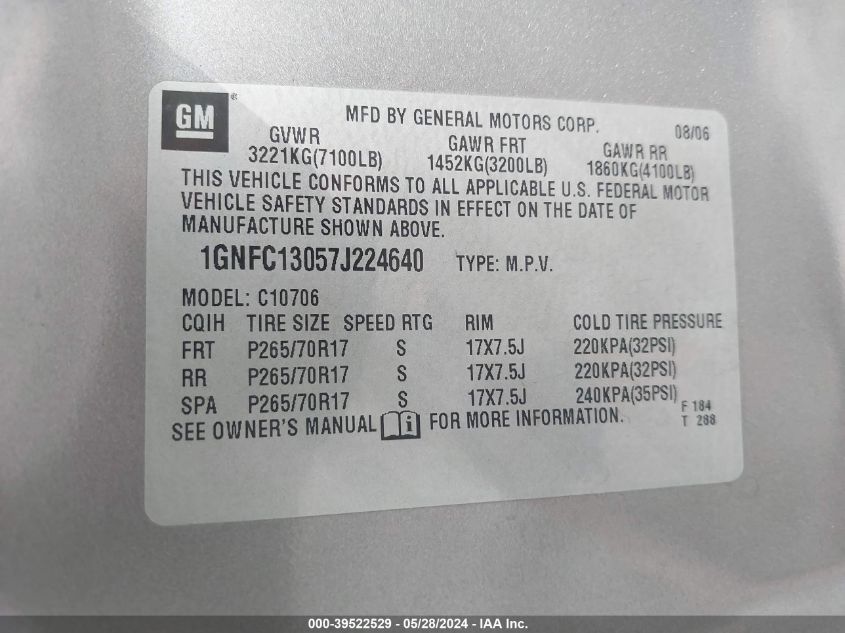 GM®
MFD BY GENERAL MOTORS CORP. 08/06
GVWR GAWR FRT GAWR RR
3221KG(7100LB) 1452KG(3200LB) 1860KG(4100LB)
THIS VEHICLE CONFORMS TO ALL APPLICABLE U.S. FEDERAL MOTOR
VEHICLE SAFETY STANDARDS IN EFFECT ON THE DATE OF
MANUFACTURE SHOWN ABOVE.
1GNFC13057J224640 TYPE: M.P.V.
MODEL: C10706
CQIH TIRE SIZE SPEED RTG RIM COLD TIRE PRESSURE
FRT P265/70R17 S 17X7.5J 220KPA(32PSI)
RR P265/70R17 S 17X7.5J 220KPA(32PSI)
SPA P265/70R17 S 17X7.5J 240KPA(35PSI)
F 184
SEE OWNER'S MANUAL i FOR MORE INFORMATION. T 288
000-39522529 - 05/28/2024 - IAA Inc.